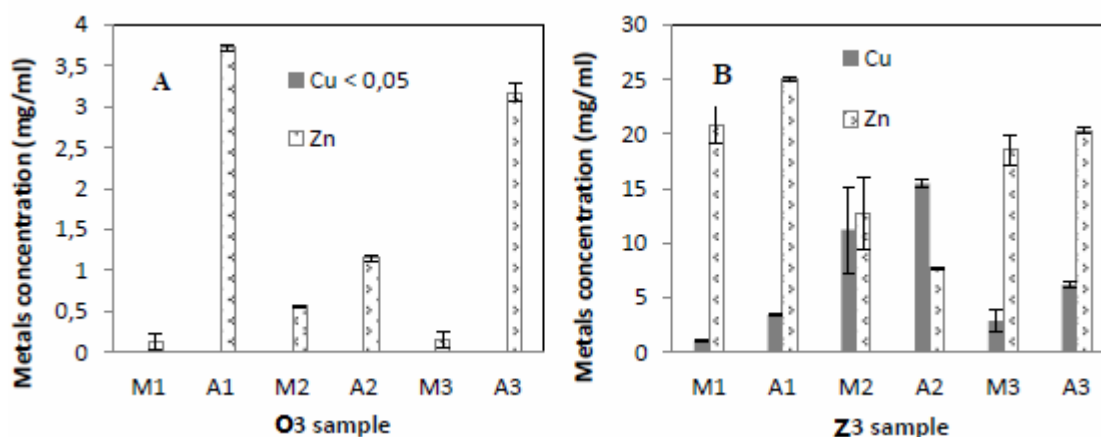 Metals concentration (mg/ml)
4
3,5
3
2,5
2
1,5
1
0,5
0
A
Cu < 0,05
Zn
M1 A1 M2 A2 M3 A3
O3 sample
Metals concentration (mg/ml)
30
25
20
15
10
5
0
B
Cu
Zn
M1 A1 M2 A2 M3 A3
Z3 sample